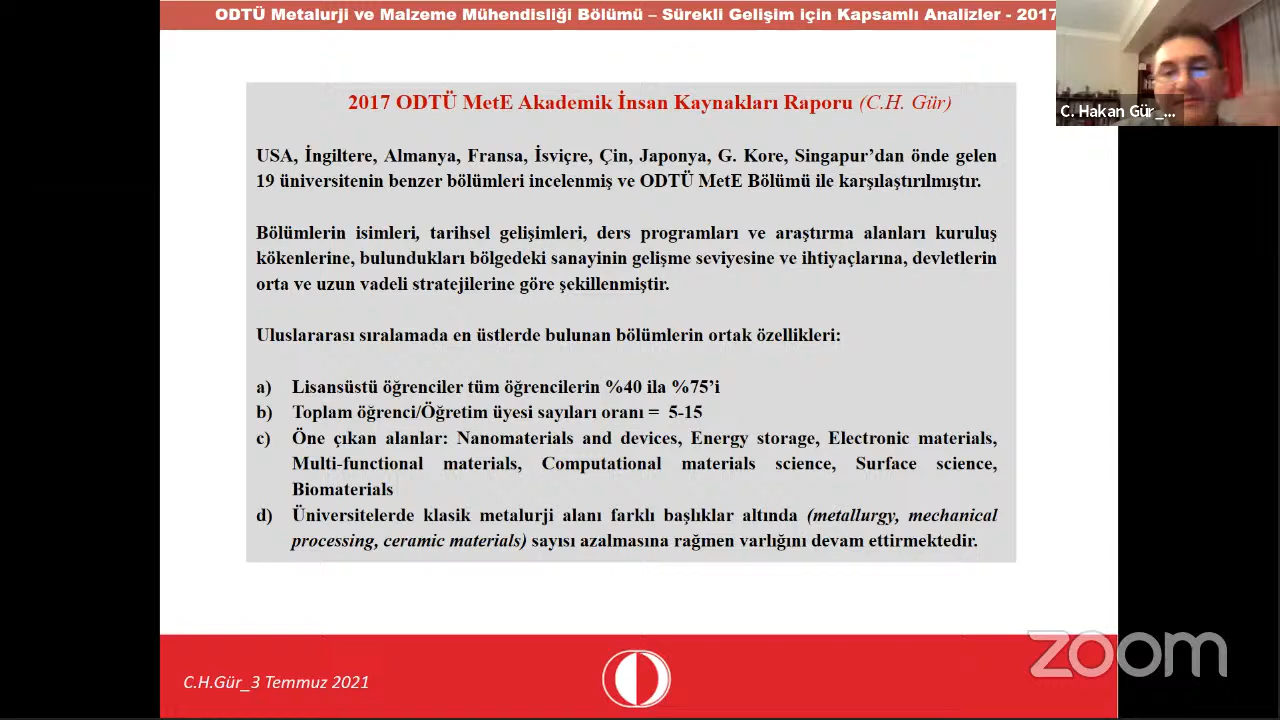 ODTÜ Metalurji ve Malzeme Mühendisliği Bölümü – Sürekli Gelişim için Kapsamlı Analizler - 2017
C. Hakan Gür_...
2017 ODTÜ MetE Akademik İnsan Kaynakları Raporu (C.H. Gür)
USA, İngiltere, Almanya, Fransa, İsviçre, Çin, Japonya, G. Kore, Singapur’dan önde gelen
19 üniversitenin benzer bölümleri incelenmiş ve ODTÜ MetE Bölümü ile karşılaştırılmıştır.
Bölümlerin isimleri, tarihsel gelişimleri, ders programları ve araştırma alanları kuruluş
kökenlerine, bulundukları bölgedeki sanayinin gelişme seviyesine ve ihtiyaçlarına, devletlerin
orta ve uzun vadeli stratejilerine göre şekillenmiştir.
Uluslararası sıralamada en üstlerde bulunan bölümlerin ortak özellikleri:
a) Lisansüstü öğrenciler tüm öğrencilerin %40 ila %75’i
b) Toplam öğrenci/Öğretim üyesi sayıları oranı = 5-15
c) Öne çıkan alanlar: Nanomaterials and devices, Energy storage, Electronic materials,
Multi-functional materials, Computational materials science, Surface science,
Biomaterials
d) Üniversitelerde klasik metalurji alanı farklı başlıklar altında (metallurgy, mechanical
processing, ceramic materials) sayısı azalmasına rağmen varlığını devam ettirmektedir.
C.H.Gür_3 Temmuz 2021
zoom